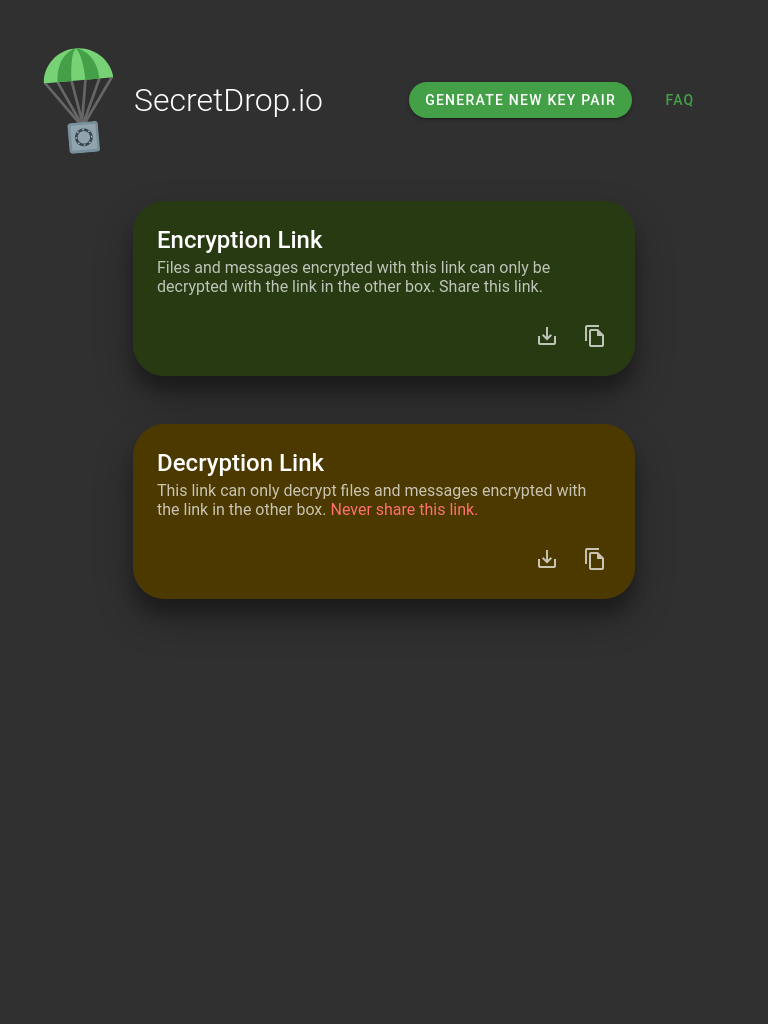 SecretDrop.io
GENERATE NEW KEY PAIR
FAQ
Encryption Link
Files and messages encrypted with this link can only be
decrypted with the link in the other box. Share this link.
Decryption Link
This link can only decrypt files and messages encrypted with
the link in the other box. Never share this link.